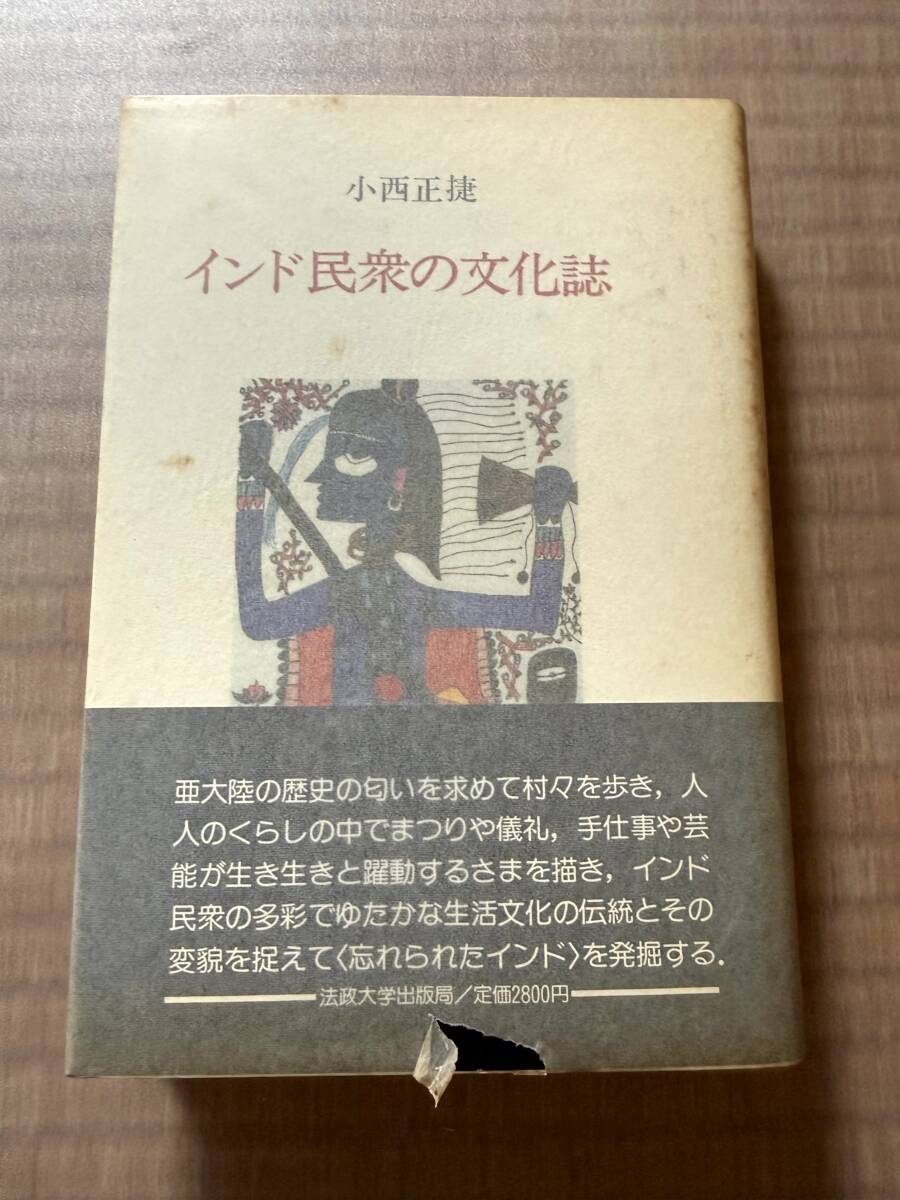 小西正捷
インド民衆の文化誌
亜大陸の歴史の匂いを求めて村々を歩き，人
人のくらしの中でまつりや儀礼，手仕事や芸
能が生き生きと躍動するさまを描き，インド
民衆の多彩でゆたかな生活文化の伝統とその
変貌を捉えて〈忘れられたインド〉を発掘する．
法政大学出版局／定価2800円